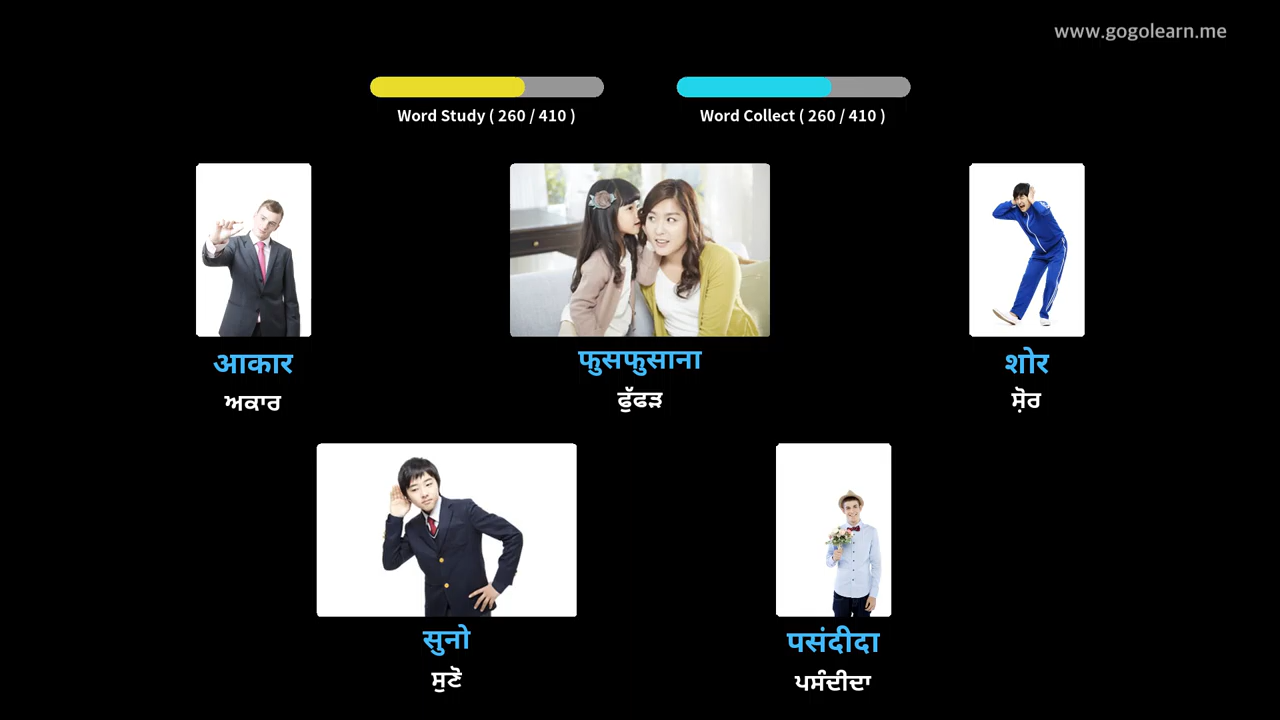 www.gogolearn.me
Word Study ( 260 / 410 )
Word Collect ( 260 / 410 )
आकार
ਅਕਾਰ
फुसफुसाना
ਫੁੱਫੜ
शोर
ਸ਼ੋਰ
सुनो
ਸੁਣੋ
पसंदीदा
ਪਸੰਦੀਦਾ